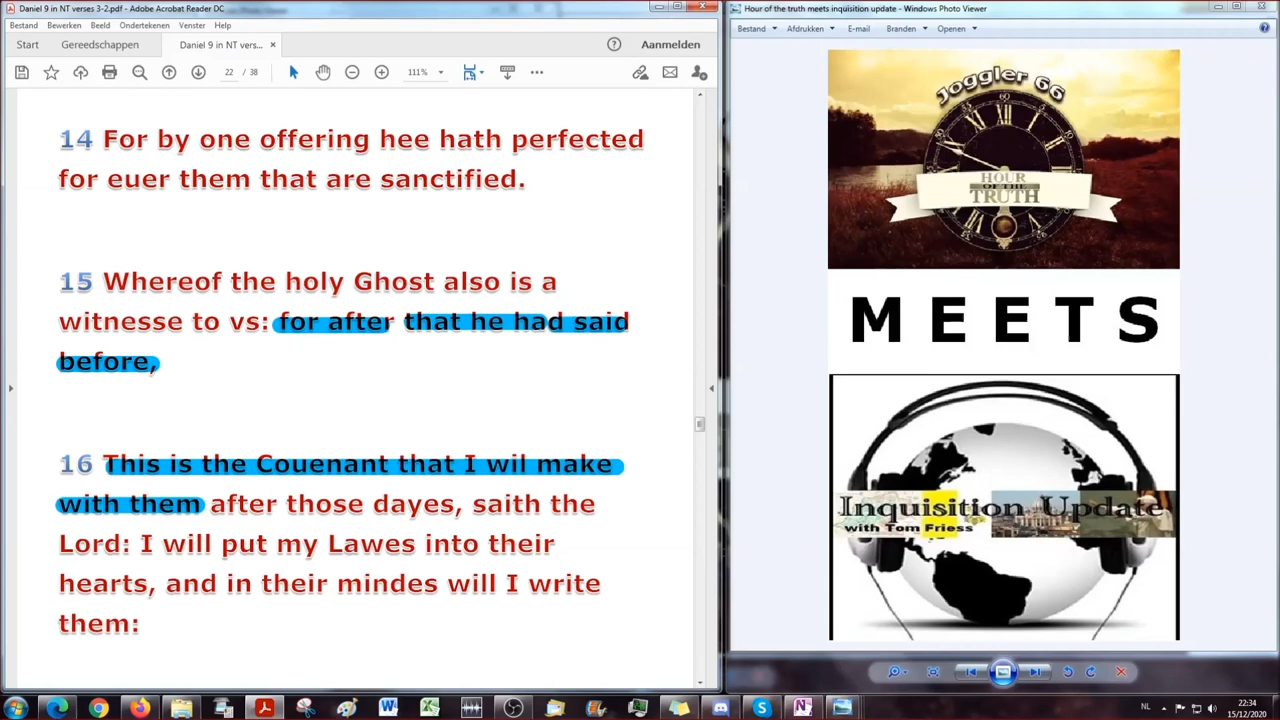 Daniel 9 in NT verses 3-2.pdf - Adobe Acrobat Reader DC
Bestand Bewerken Beeld Ondertekenen Venster Help
Start Gereedschappen Daniel 9 in NT vers... × Aanmelden
22 / 38 111%
14 For by one offering hee hath perfected
for euer them that are sanctified.
15 Whereof the holy Ghost also is a
witnesse to vs: for after that he had said
before,
16 This is the Couenant that I wil make
with them after those dayes, saith the
Lord: I will put my Lawes into their
hearts, and in their mindes will I write
them:
Hour of the truth meets inquisition update - Windows Photo Viewer
Bestand Afdrukken E-mail Branden Openen
Joggler 66
60
XII
HOUR
OF THE
TRUTH
MEETS
Inquisition Update
with Tom Friess
NL
22:34
15/12/2020